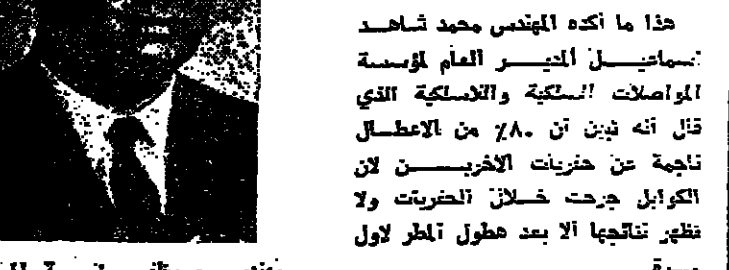 هذا ما أكده المهندس محمد شاهد
اسماعيل المدير العام لمؤسسة
المواصلات السلكية واللاسلكية الذي
قال أنه تبين أن ٨٠٪ من الاعطال
ناجمة عن حفريات الاخرين لان
الكوابل جرحت خلال الحفريات ولا
تظهر نتائجها الا بعد هطول المطر لاول